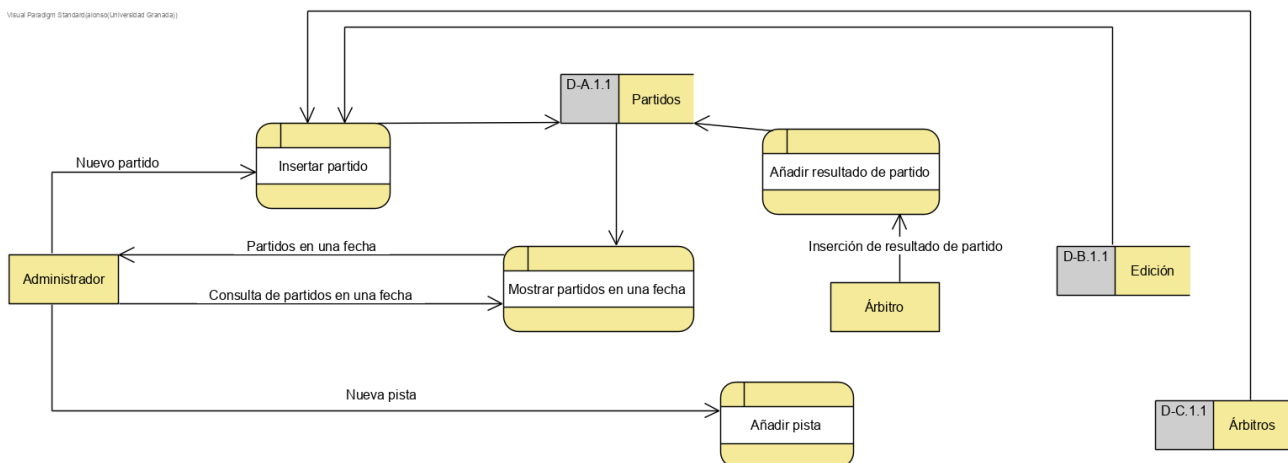 Visual Paradigm Standard(alonso(Universidad Granada))
D-A.1.1
Partidos
Nuevo partido
Insertar partido
Añadir resultado de partido
Partidos en una fecha
Inserción de resultado de partido
D-B.1.1
Edición
Administrador
Consulta de partidos en una fecha
Mostrar partidos en una fecha
Árbitro
Nueva pista
Añadir pista
D-C.1.1
Árbitros